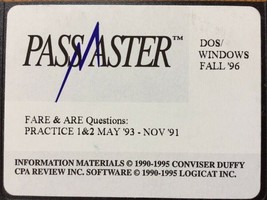 PASSMASTER™
DOS/
WINDOWS
FALL '96
FARE & ARE Questions:
PRACTICE 1&2 MAY '93 - NOV '91
INFORMATION MATERIALS © 1990-1995 CONVISER DUFFY
CPA REVIEW INC. SOFTWARE © 1990-1995 LOGICAT INC.